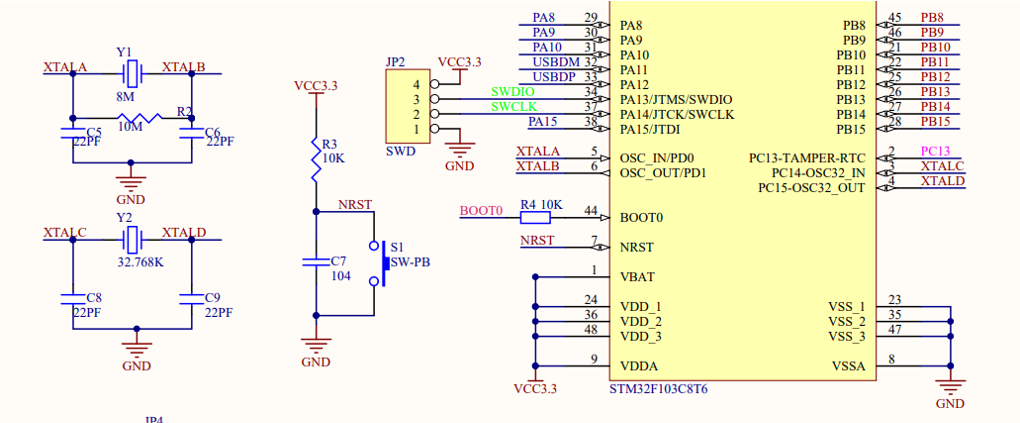 Y1
XTALA
XTALB
8M
R2
10M
C5
22PF
C6
22PF
GND
Y2
XTALC
XTALD
32.768K
C8
22PF
C9
22PF
GND
VCC3.3
R3
10K
NRST
C7
104
S1
SW-PB
GND
JP2
VCC3.3
4
3
2
1
SWD
GND
SWDIO
SWCLK
PA8 29 PA8
PA9 30 PA9
PA10 31 PA10
USBDM 32 PA11
USBDP 33 PA12
34 PA13/JTMS/SWDIO
37 PA14/JTCK/SWCLK
PA15 38 PA15/JTDI
XTALA 5 OSC_IN/PD0
XTALB 6 OSC_OUT/PD1
BOOT0 R4 10K 44 BOOT0
NRST 7 NRST
1 VBAT
24 VDD_1
36 VDD_2
48 VDD_3
9 VDDA
VCC3.3
STM32F103C8T6
PB8 45 PB8
PB9 46 PB9
PB10 21 PB10
PB11 22 PB11
PB12 25 PB12
PB13 26 PB13
PB14 27 PB14
PB15 28 PB15
PC13-TAMPER-RTC 2 PC13
PC14-OSC32_IN 3 XTALC
PC15-OSC32_OUT 4 XTALD
VSS_1 23
VSS_2 35
VSS_3 47
VSSA 8
GND
JP4